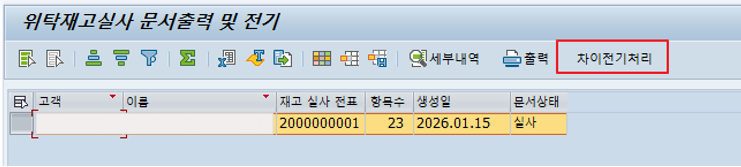 위탁재고실사 문서출력 및 전기
세부내역 출력 차이전기처리
고객 이름 재고 실사 전표 항목수 생성일 문서상태
2000000001 23 2026.01.15 실사